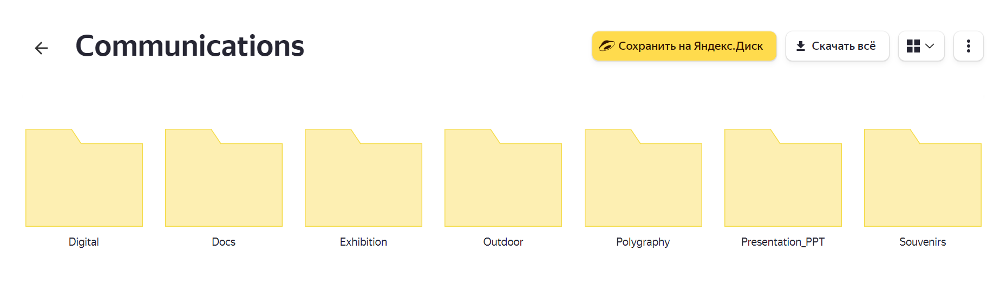 Communications
Сохранить на Яндекс.Диск
Скачать всё
Digital
Docs
Exhibition
Outdoor
Polygraphy
Presentation_PPT
Souvenirs